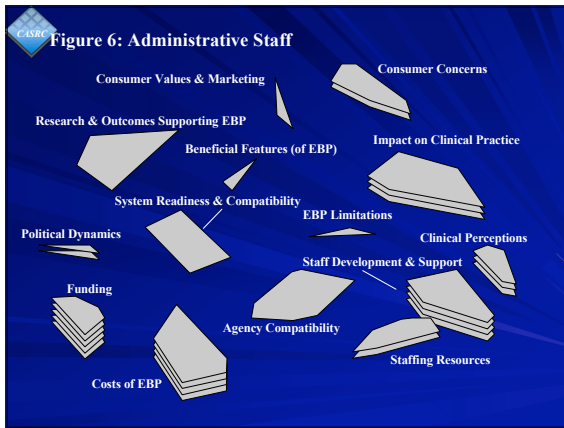 CASRC
Figure 6: Administrative Staff
Consumer Concerns
Consumer Values & Marketing
Research & Outcomes Supporting EBP
Impact on Clinical Practice
Beneficial Features (of EBP)
System Readiness & Compatibility
EBP Limitations
Political Dynamics
Clinical Perceptions
Staff Development & Support
Funding
Agency Compatibility
Staffing Resources
Costs of EBP